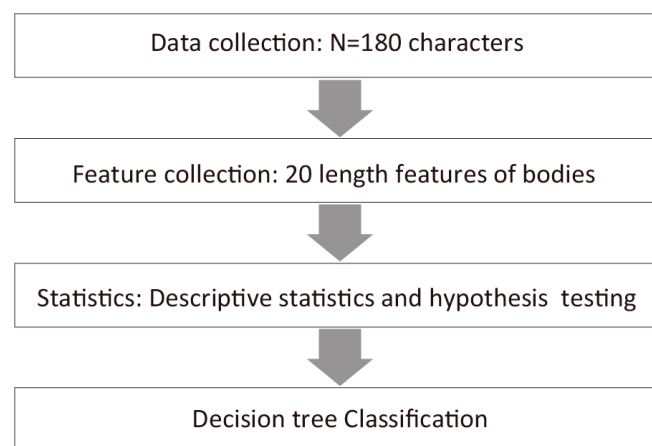 Data collection: N=180 characters
Feature collection: 20 length features of bodies
Statistics: Descriptive statistics and hypothesis testing
Decision tree Classification